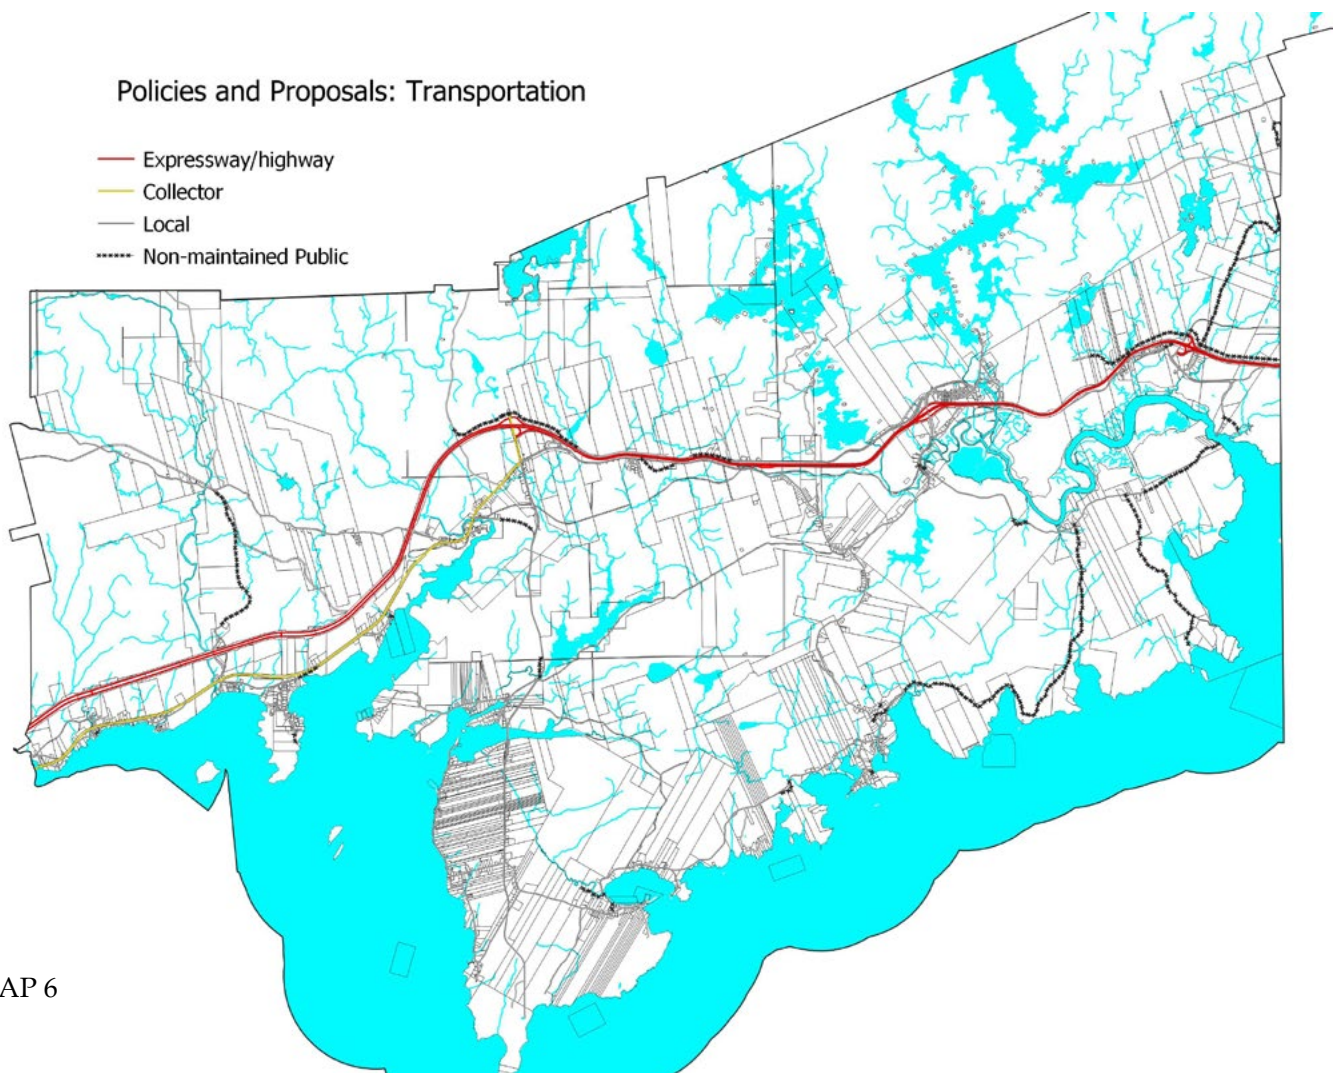 Policies and Proposals: Transportation
Expressway/highway
Collector
Local
Non-maintained Public
AP 6